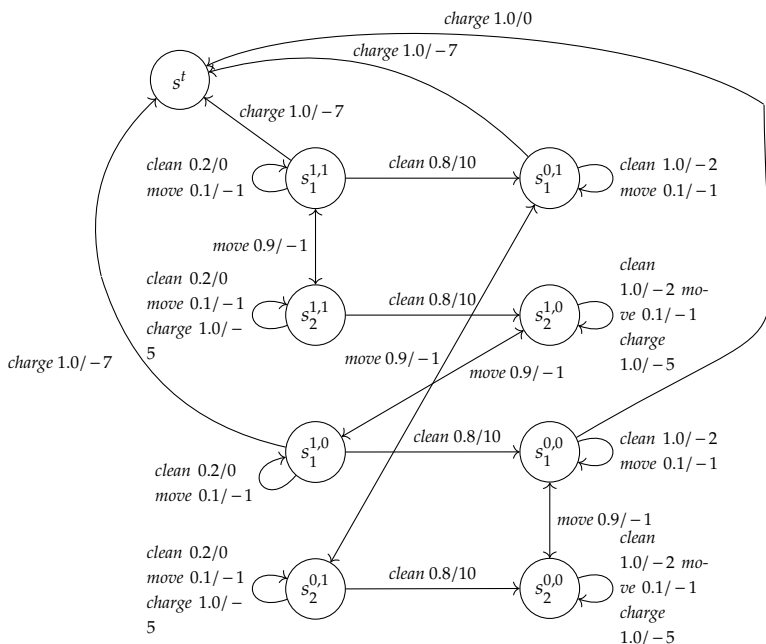 charge 1.0/0
charge 1.0/−7
s^t
charge 1.0/−7
clean 0.2/0
move 0.1/−1
s_1^{1,1}
clean 0.8/10
s_1^{0,1}
clean 1.0/−2
move 0.1/−1
move 0.9/−1
clean 0.2/0
move 0.1/−1
charge 1.0/−
5
s_2^{1,1}
clean 0.8/10
s_2^{1,0}
clean
1.0/−2 mo-
ve 0.1/−1
charge
1.0/−5
charge 1.0/−7
move 0.9/−1
move 0.9/−1
clean 0.2/0
move 0.1/−1
s_1^{1,0}
clean 0.8/10
s_1^{0,0}
clean 1.0/−2
move 0.1/−1
move 0.9/−1
clean 0.2/0
move 0.1/−1
charge 1.0/−
5
s_2^{0,1}
clean 0.8/10
s_2^{0,0}
clean
1.0/−2 mo-
ve 0.1/−1
charge
1.0/−5